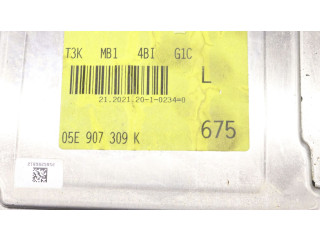 T3K MB1 4BI G1C
L
21.2021.20-1-0234=0
05E 907 309 K 675